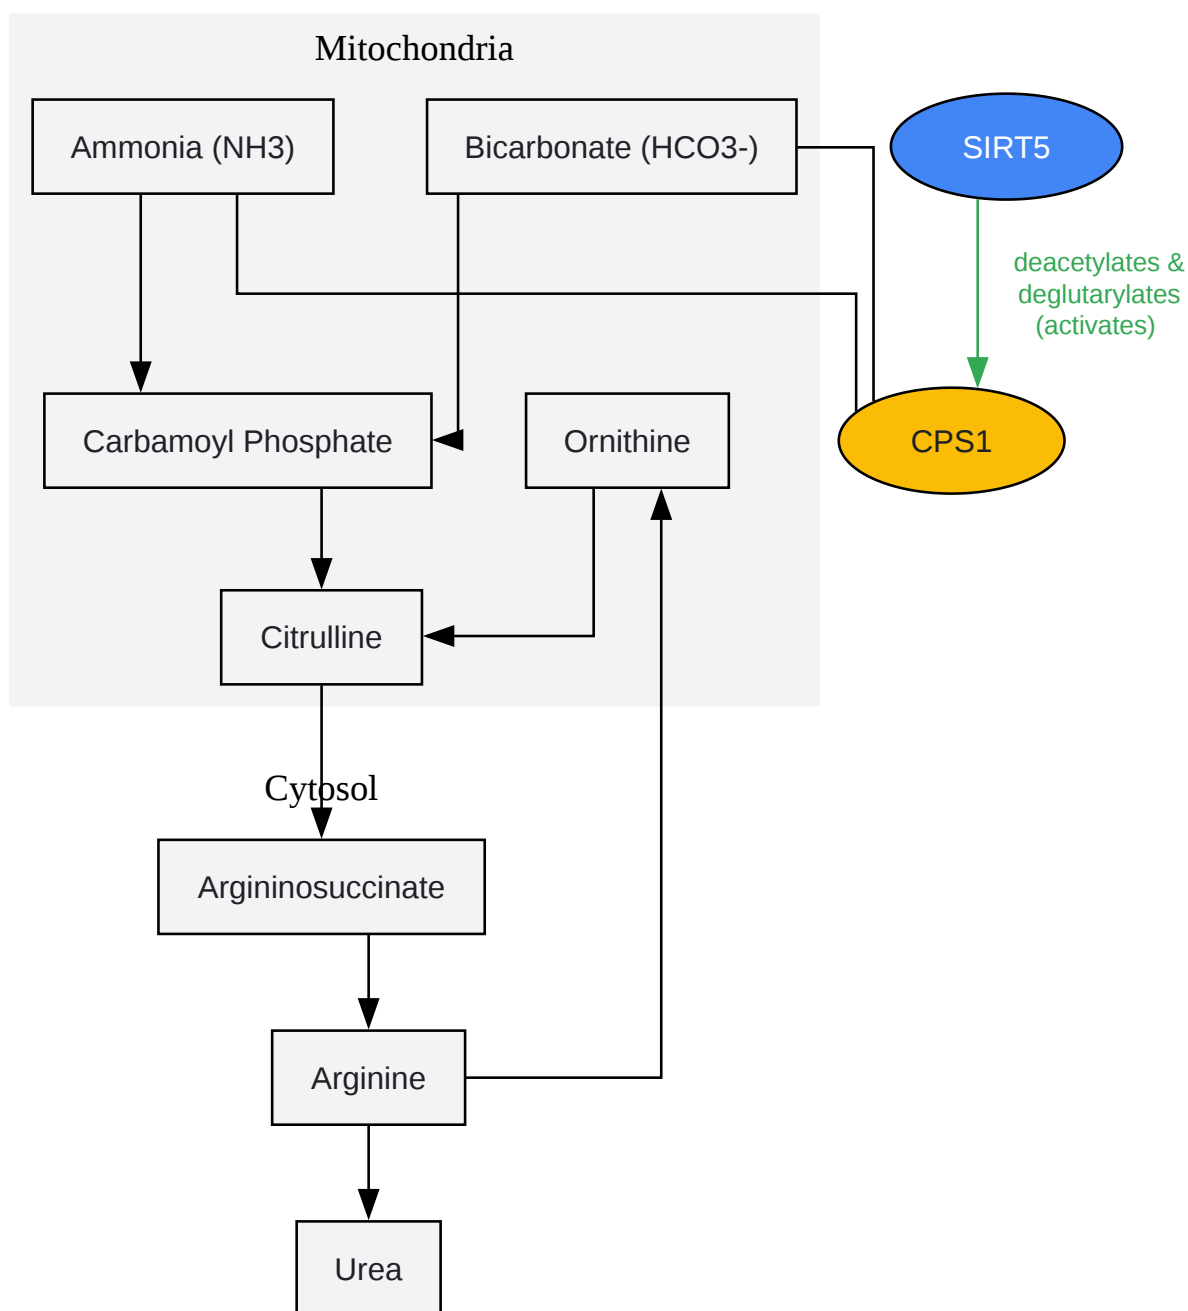 Mitochondria
Ammonia (NH3)
Bicarbonate (HCO3-)
SIRT5
deacetylates &
deglutarylates
(activates)
Carbamoyl Phosphate
Ornithine
CPS1
Citrulline
Cytosol
Argininosuccinate
Arginine
Urea